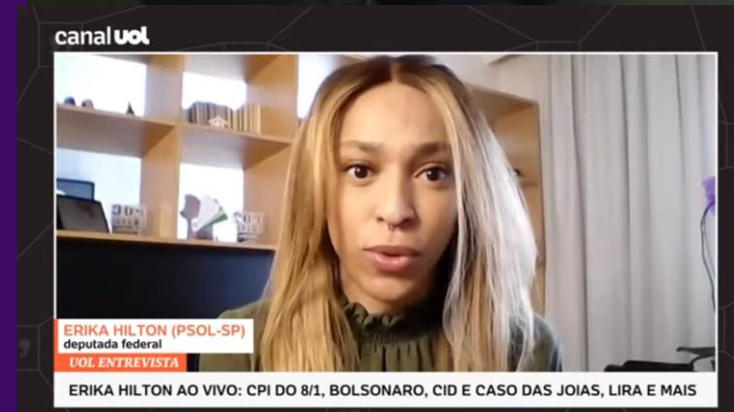 canal uol
ERIKA HILTON (PSOL-SP)
deputada federal
UOL ENTREVISTA
ERIKA HILTON AO VIVO: CPI DO 8/1, BOLSONARO, CID E CASO DAS JOIAS, LIRA E MAIS